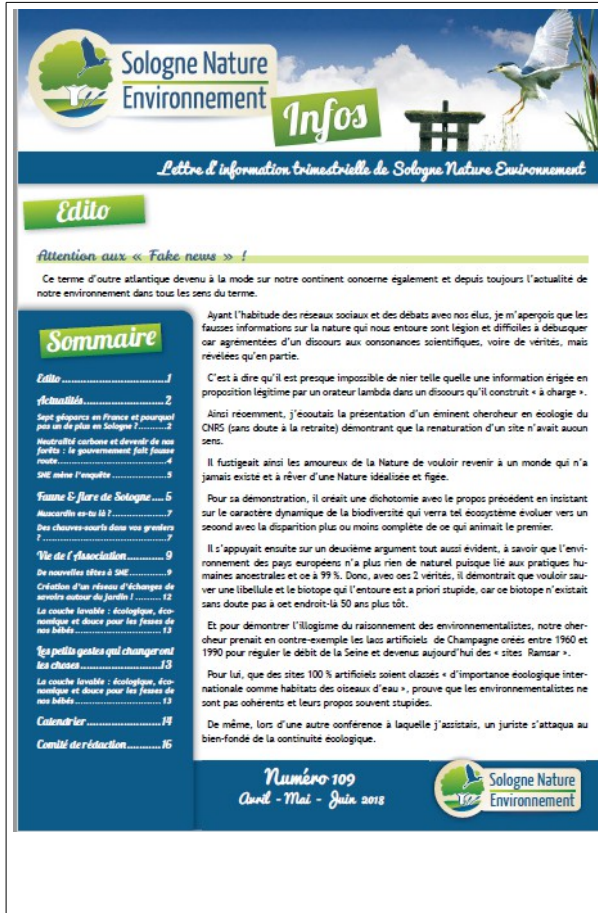 Sologne Nature
Environnement
Infos
Lettre d'information trimestrielle de Sologne Nature Environnement
Edito
Attention aux « Fake news » !
Ce terme d'outre atlantique devenu à la mode sur notre continent concerne également et depuis toujours l'actualité de
notre environnement dans tous les sens du terme.
Sommaire
Edito..............................1
Actualités.......................2
Sept géoparcs en France et pourquoi
pas un de plus en Sologne ?..........2
Neutralité carbone et devenir de nos
forêts : le gouvernement fait fausse
route..............................4
SNE mène l'enquête..................5
Faune & flore de Sologne....6
Muscardin es-tu là ?..................7
Des chauves-souris dans vos greniers
?....................................7
Vie de l'Association............9
De nouvelles têtes à SNE............9
Création d'un réseau d'échanges de
savoirs autour du jardin !..........12
La couche lavable : écologique, éco-
nomique et douce pour les fesses de
nos bébés..........................13
Les petits gestes qui changeront
les choses.......................13
La couche lavable : écologique, éco-
nomique et douce pour les fesses de
nos bébés..........................13
Calendrier......................14
Comité de rédaction...........16
Ayant l'habitude des réseaux sociaux et des débats avec nos élus, je m'aperçois que les
fausses informations sur la nature qui nous entoure sont légion et difficiles à débusquer
car agrémentées d'un discours aux consonances scientifiques, voire de vérités, mais
révélées qu'en partie.
C'est à dire qu'il est presque impossible de nier telle quelle une information érigée en
proposition légitime par un orateur lambda dans un discours qu'il construit « à charge ».
Ainsi récemment, j'écoutais la présentation d'un éminent chercheur en écologie du
CNRS (sans doute à la retraite) démontrant que la renaturation d'un site n'avait aucun
sens.
Il fustigeait ainsi les amoureux de la Nature de vouloir revenir à un monde qui n'a
jamais existé et à rêver d'une Nature idéalisée et figée.
Pour sa démonstration, il créait une dichotomie avec le propos précédent en insistant
sur le caractère dynamique de la biodiversité qui verra tel écosystème évoluer vers un
second avec la disparition plus ou moins complète de ce qui animait le premier.
Il s'appuyait ensuite sur un deuxième argument tout aussi évident, à savoir que l'envi-
ronnement des pays européens n'a plus rien de naturel puisque lié aux pratiques hu-
maines ancestrales et ce à 99 %. Donc, avec ces 2 vérités, il démontrait que vouloir sau-
ver une libellule et le biotope qui l'entoure est a priori stupide, car ce biotope n'existait
sans doute pas à cet endroit-là 50 ans plus tôt.
Et pour démontrer l'illogisme du raisonnement des environnementalistes, notre cher-
cheur prenait en contre-exemple les lacs artificiels de Champagne créés entre 1960 et
1990 pour réguler le débit de la Seine et devenus aujourd'hui des « sites Ramsar ».
Pour lui, que des sites 100 % artificiels soient classés « d'importance écologique inter-
nationale comme habitats des oiseaux d'eau », prouve que les environnementalistes ne
sont pas cohérents et leurs propos souvent stupides.
De même, lors d'une autre conférence à laquelle j'assistais, un juriste s'attaqua au
bien-fondé de la continuité écologique.
Numéro 109
Avril - Mai - Juin 2018
Sologne Nature
Environnement